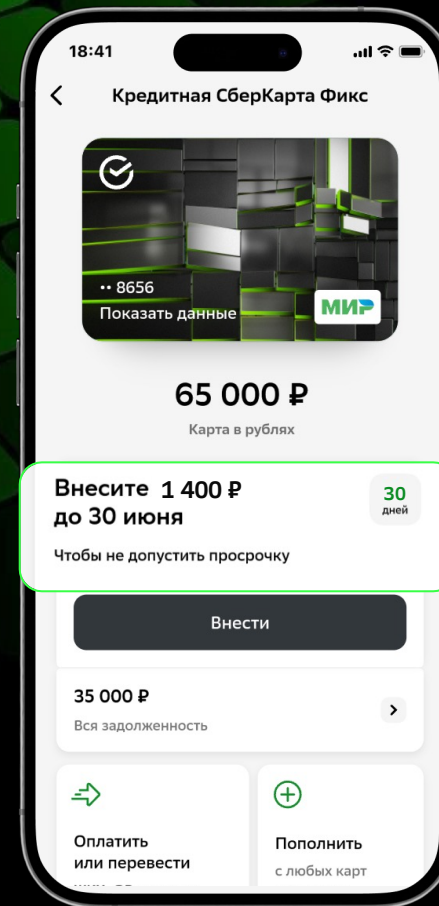 18:41
Кредитная СберКарта Фикс
•• 8656
Показать данные
МИР
65 000 ₽
Карта в рублях
Внесите 1 400 ₽
до 30 июня
30
дней
Чтобы не допустить просрочку
Внести
35 000 ₽
Вся задолженность
Оплатить
или перевести
Пополнить
с любых карт